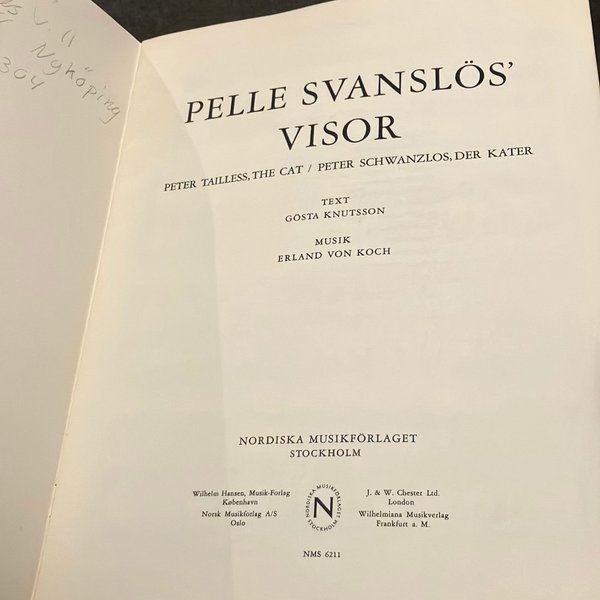 Nyköping
304
PELLE SVANSLÖS'
VISOR
PETER TAILLESS, THE CAT / PETER SCHWANZLOS, DER KATER
TEXT
GÖSTA KNUTSSON
MUSIK
ERLAND VON KOCH
NORDISKA MUSIKFÖRLAGET
STOCKHOLM
Wilhelm Hansen, Musik-Forlag
København
Norsk Musikforlag A/S
Oslo
NORDISKA MUSIKFÖRLAGET
N
STOCKHOLM
J. & W. Chester Ltd.
London
Wilhelmiana Musikverlag
Frankfurt a. M.
NMS 6211